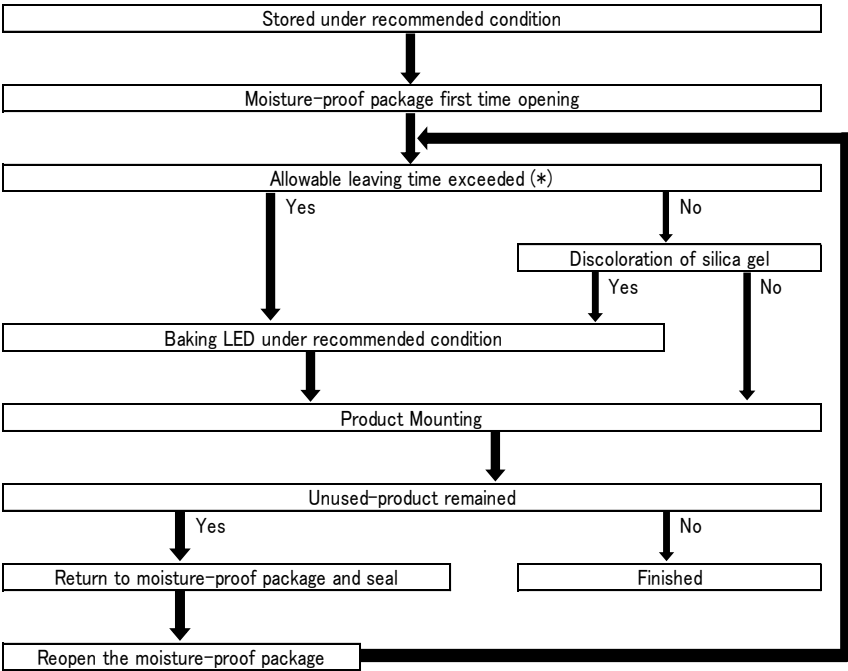 Stored under recommended condition
Moisture-proof package first time opening
Allowable leaving time exceeded (*)
Yes
No
Discoloration of silica gel
Yes
No
Baking LED under recommended condition
Product Mounting
Unused-product remained
Yes
No
Return to moisture-proof package and seal
Finished
Reopen the moisture-proof package